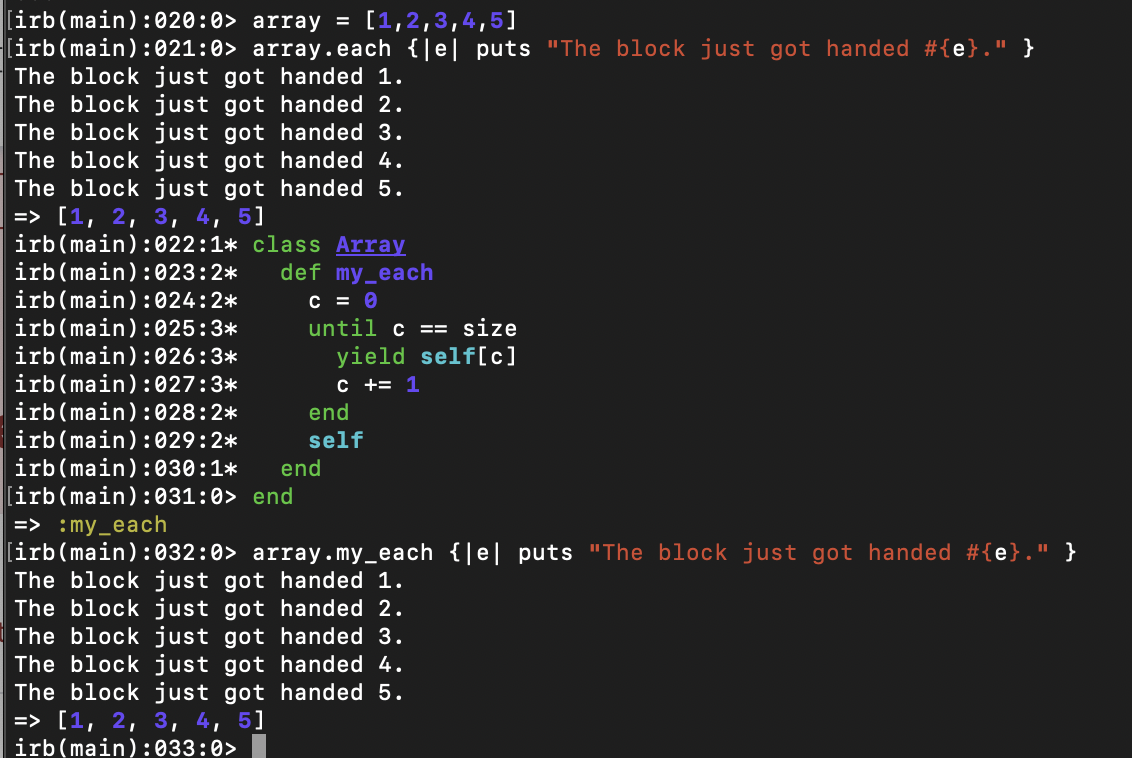 irb(main):020:0> array = [1,2,3,4,5]
irb(main):021:0> array.each {|e| puts "The block just got handed #{e}." }
The block just got handed 1.
The block just got handed 2.
The block just got handed 3.
The block just got handed 4.
The block just got handed 5.
=> [1, 2, 3, 4, 5]
irb(main):022:1* class Array
irb(main):023:2*   def my_each
irb(main):024:2*     c = 0
irb(main):025:3*     until c == size
irb(main):026:3*       yield self[c]
irb(main):027:3*       c += 1
irb(main):028:2*     end
irb(main):029:2*     self
irb(main):030:1*   end
irb(main):031:0> end
=> :my_each
irb(main):032:0> array.my_each {|e| puts "The block just got handed #{e}." }
The block just got handed 1.
The block just got handed 2.
The block just got handed 3.
The block just got handed 4.
The block just got handed 5.
=> [1, 2, 3, 4, 5]
irb(main):033:0>